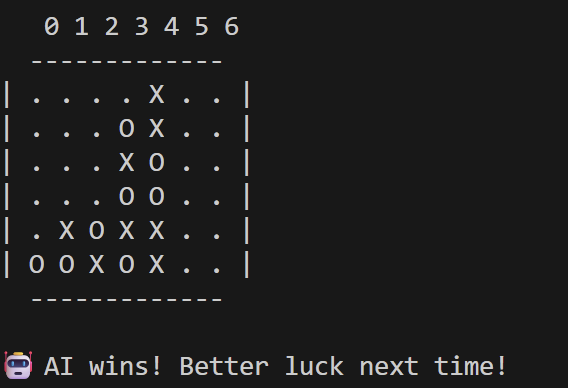 0 1 2 3 4 5 6
-------------
| . . . . X . . |
| . . . O X . . |
| . . . X O . . |
| . . . O O . . |
| . X O X X . . |
| O O X O X . . |
-------------
🤖 AI wins! Better luck next time!